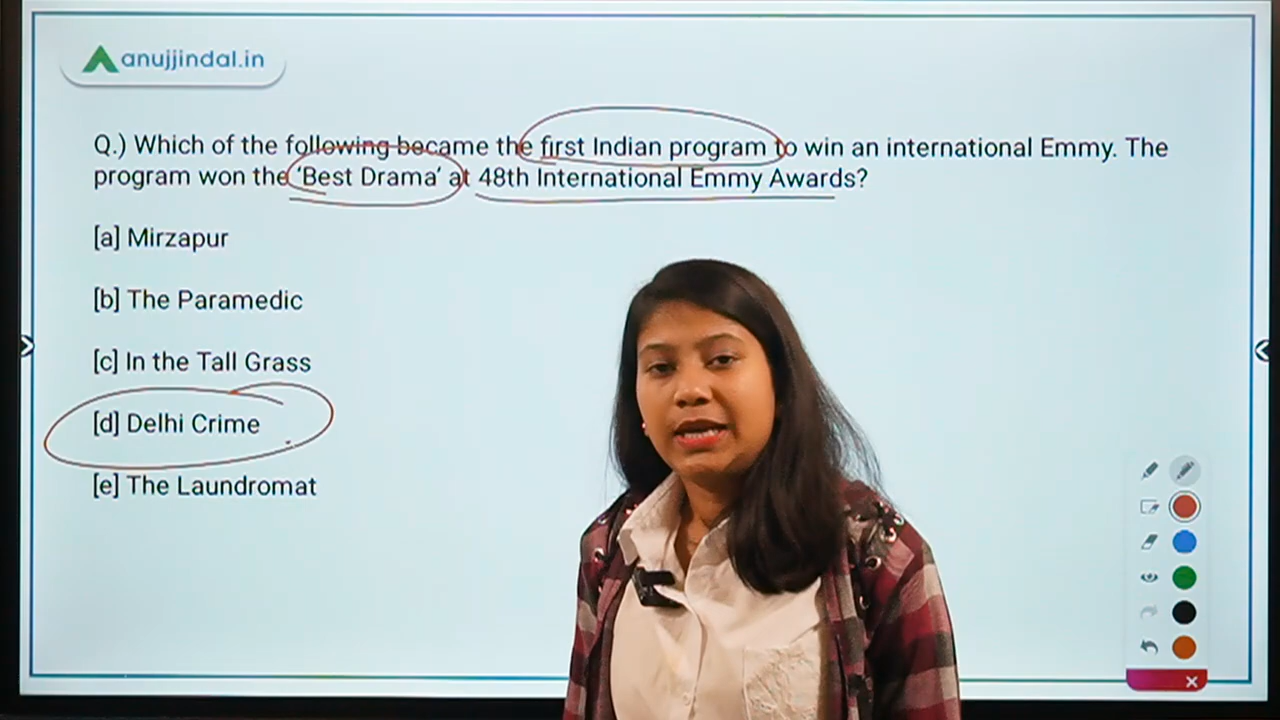 anujjindal.in
Q.) Which of the following became the first Indian program to win an international Emmy. The
program won the ‘Best Drama’ at 48th International Emmy Awards?
[a] Mirzapur
[b] The Paramedic
[c] In the Tall Grass
[d] Delhi Crime
[e] The Laundromat